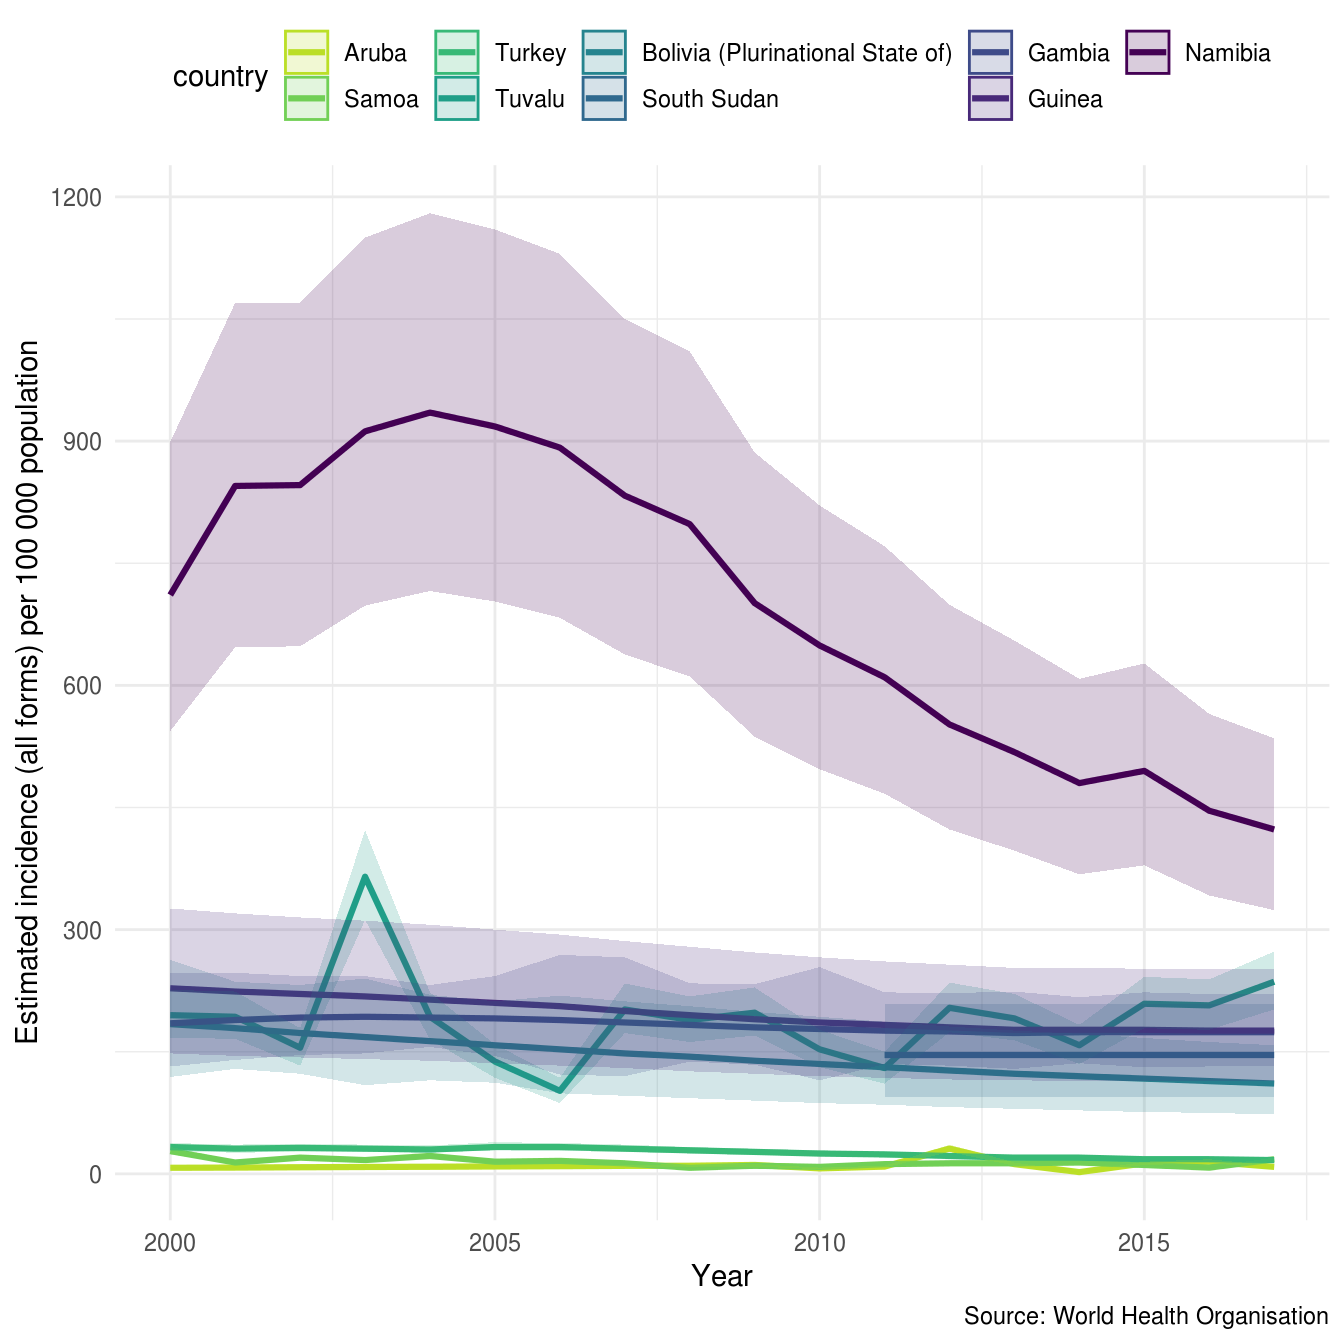 country
Aruba
Turkey
Bolivia (Plurinational State of)
Gambia
Namibia
Samoa
Tuvalu
South Sudan
Guinea
Estimated incidence (all forms) per 100 000 population
1200
900
600
300
0
2000
2005
2010
2015
Year
Source: World Health Organisation